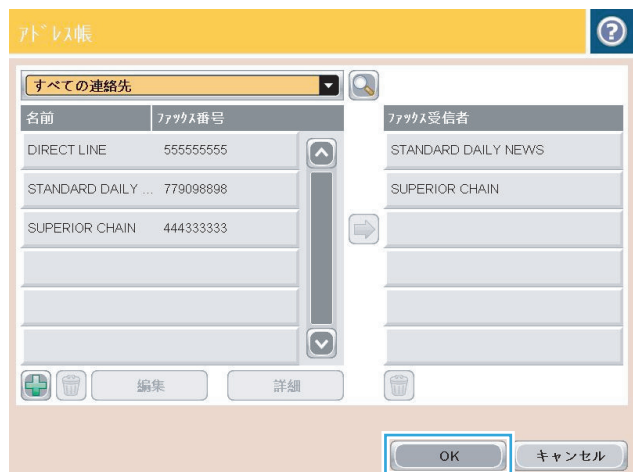 アドレス帳
?
すべての連絡先
名前 ファックス番号
DIRECT LINE 555555555
STANDARD DAILY ... 779098898
SUPERIOR CHAIN 444333333
編集 詳細
ファックス受信者
STANDARD DAILY NEWS
SUPERIOR CHAIN
OK キャンセル